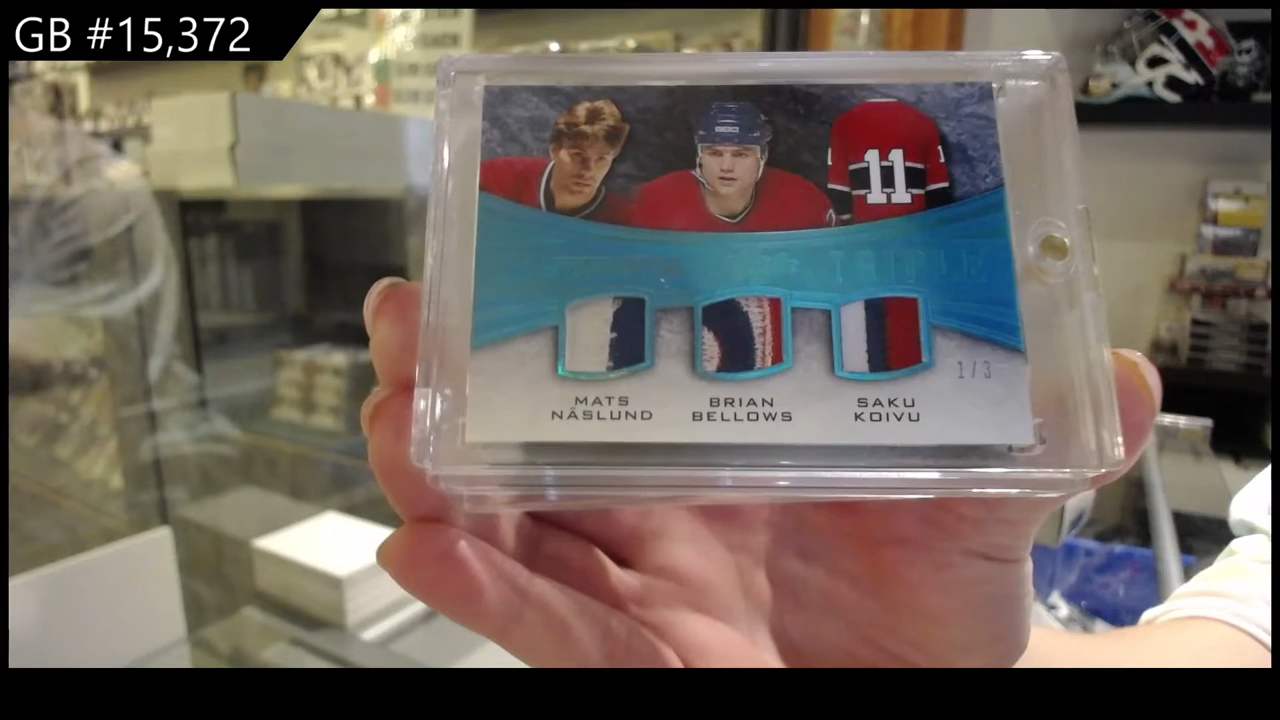 GB #15,372
11
1/3
MATS
NÄSLUND
BRIAN
BELLOWS
SAKU
KOIVU